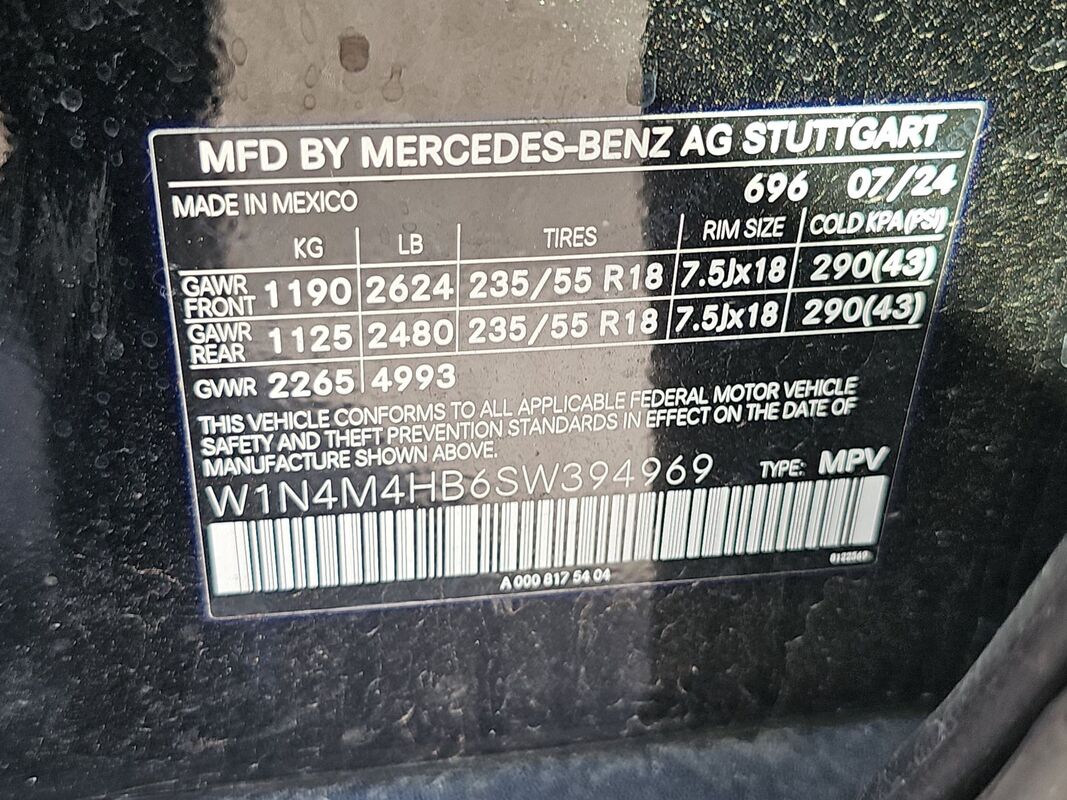 MFD BY MERCEDES-BENZ AG STUTTGART
MADE IN MEXICO 696 07/24
KG LB TIRES RIM SIZE COLD KPA(PSI)
GAWR FRONT 1190 2624 235/55 R18 7.5Jx18 290(43)
GAWR REAR 1125 2480 235/55 R18 7.5Jx18 290(43)
GVWR 2265 4993
THIS VEHICLE CONFORMS TO ALL APPLICABLE FEDERAL MOTOR VEHICLE
SAFETY AND THEFT PREVENTION STANDARDS IN EFFECT ON THE DATE OF
MANUFACTURE SHOWN ABOVE.
W1N4M4HB6SW394969 TYPE: MPV
A 000 817 54 04